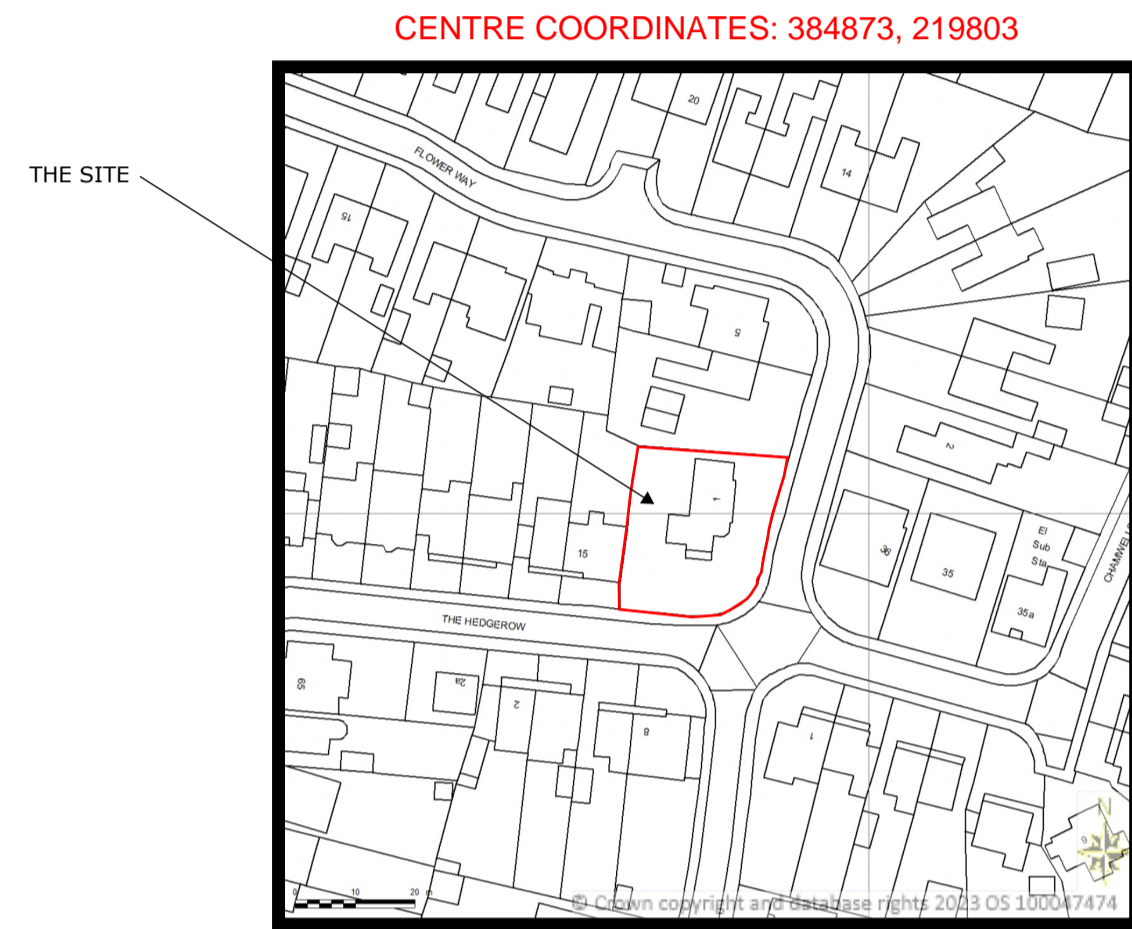 CENTRE COORDINATES: 384873, 219803
THE SITE
FLOWER WAY
20
14
15
5
2
1
36
35
El
Sub
Sta
35a
CHAMWELLS
15
THE HEDGEROW
65
2a
2
8
1
9
N
0 10 20
© Crown copyright and database rights 2023 OS 100047474